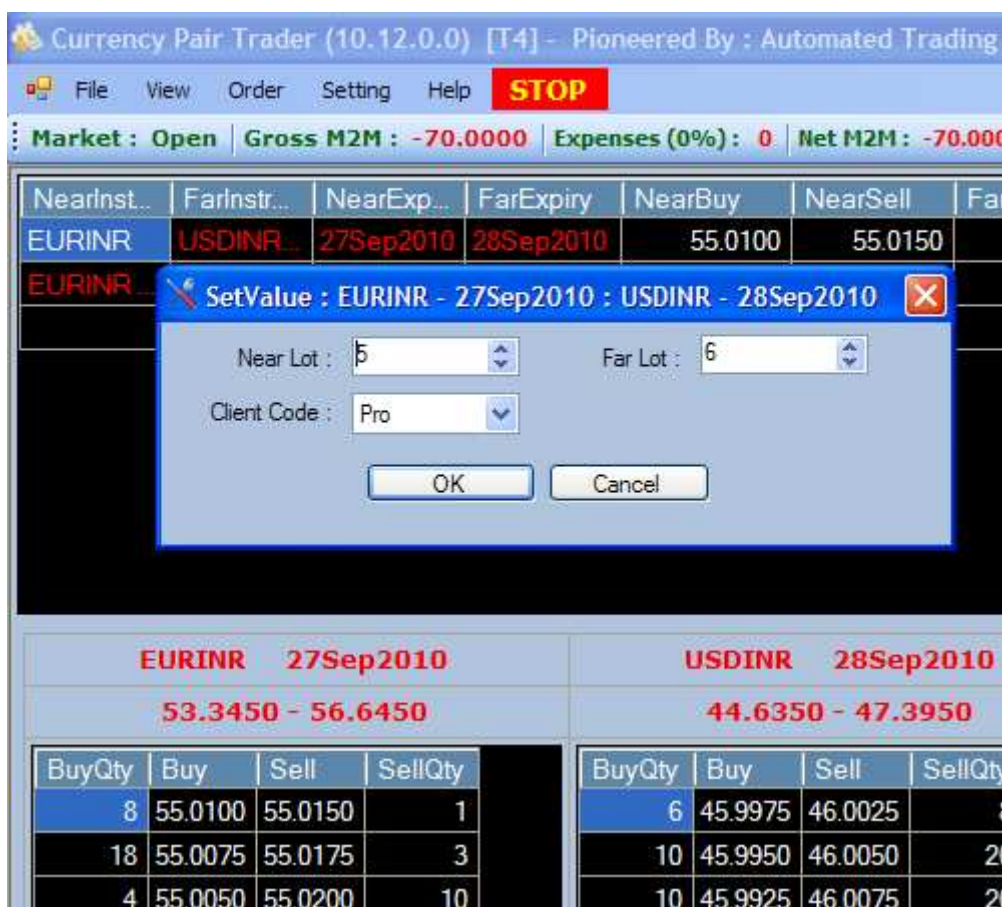 Currency Pair Trader (10.12.0.0) [T4] - Pioneered By : Automated Trading
File View Order Setting Help STOP
Market : Open Gross M2M : -70.0000 Expenses (0%) : 0 Net M2M : -70.000
NearInst... FarInstr... NearExp... FarExpiry NearBuy NearSell Fa
EURINR USDINR... 27Sep2010 28Sep2010 55.0100 55.0150
EURINR...
SetValue : EURINR - 27Sep2010 : USDINR - 28Sep2010
Near Lot : 5 Far Lot : 6
Client Code : Pro
OK Cancel
EURINR 27Sep2010 USDINR 28Sep2010
53.3450 - 56.6450 44.6350 - 47.3950
BuyQty Buy Sell SellQty BuyQty Buy Sell SellQty
8 55.0100 55.0150 1 6 45.9975 46.0025
18 55.0075 55.0175 3 10 45.9950 46.0050 20
4 55.0050 55.0200 10 10 45.9925 46.0075 2